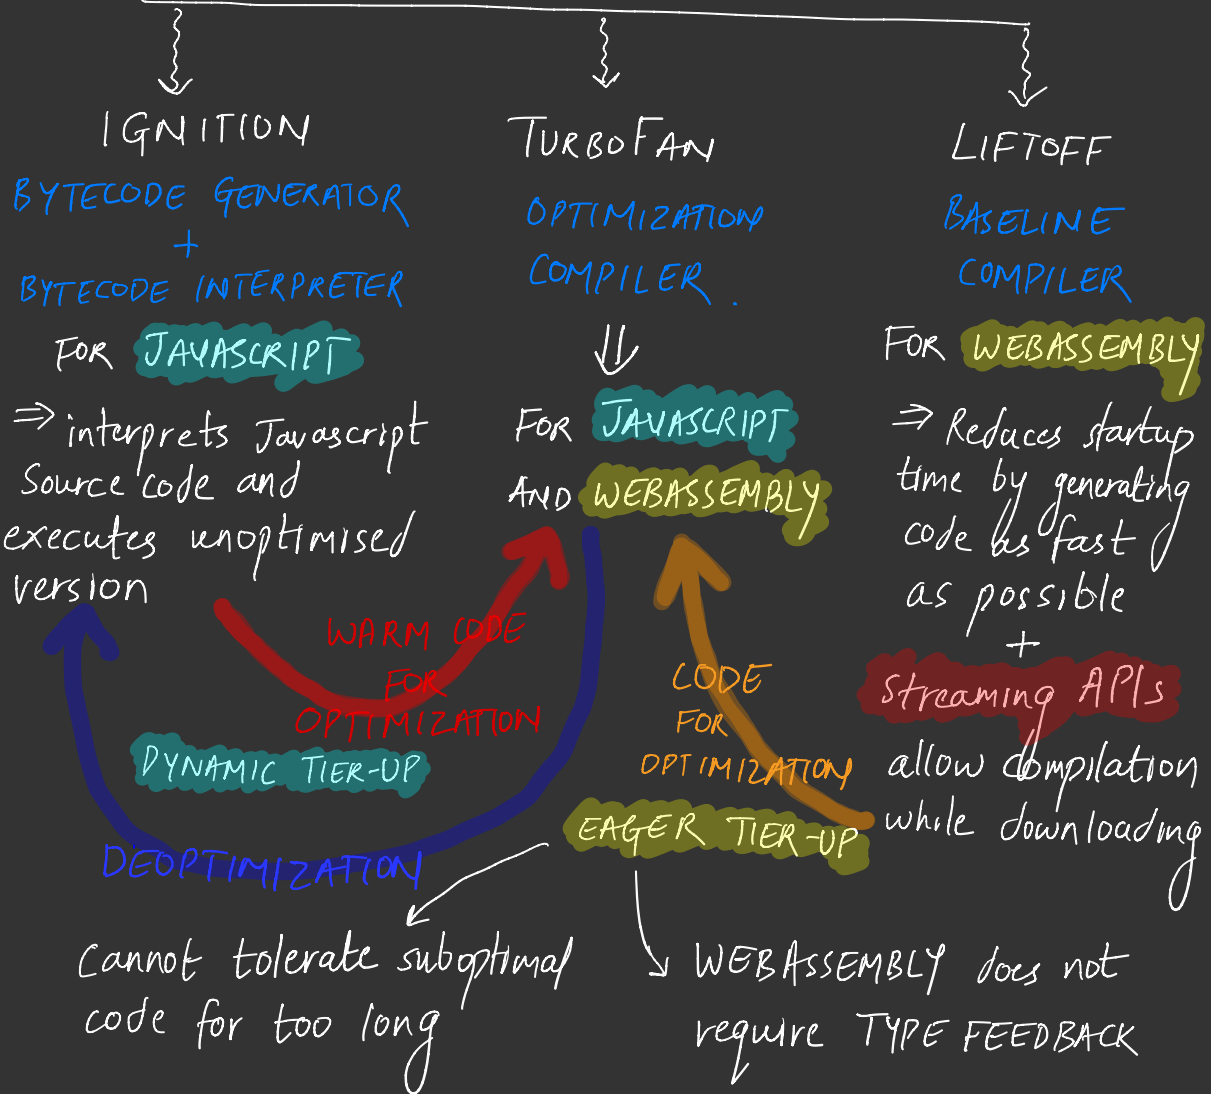 IGNITION
BYTECODE GENERATOR
+
BYTECODE INTERPRETER
FOR JAVASCRIPT
⇒ interprets Javascript
Source code and
executes unoptimised
version
TURBOFAN
OPTIMIZATION
COMPILER.
FOR JAVASCRIPT
AND WEBASSEMBLY
LIFTOFF
BASELINE
COMPILER
FOR WEBASSEMBLY
⇒ Reduces startup
time by generating
code as fast
as possible
+
Streaming APIs
allow compilation
while downloading
WARM CODE
FOR
OPTIMIZATION
DYNAMIC TIER-UP
DEOPTIMIZATION
CODE
FOR
OPTIMIZATION
EAGER TIER-UP
Cannot tolerate suboptimal
code for too long
WEBASSEMBLY does not
require TYPE FEEDBACK